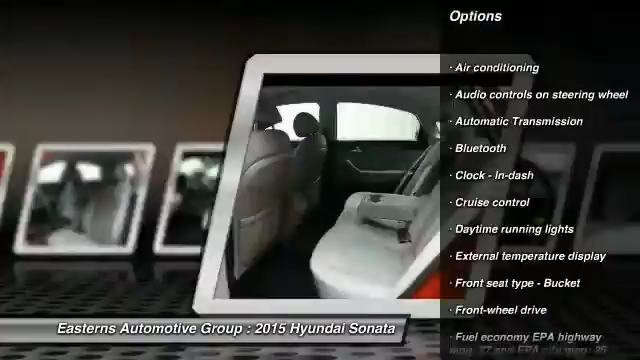 Options
· Air conditioning
· Audio controls on steering wheel
· Automatic Transmission
· Bluetooth
· Clock - In-dash
· Cruise control
· Daytime running lights
· External temperature display
· Front seat type - Bucket
· Front-wheel drive
· Fuel economy EPA highway
Easterns Automotive Group : 2015 Hyundai Sonata